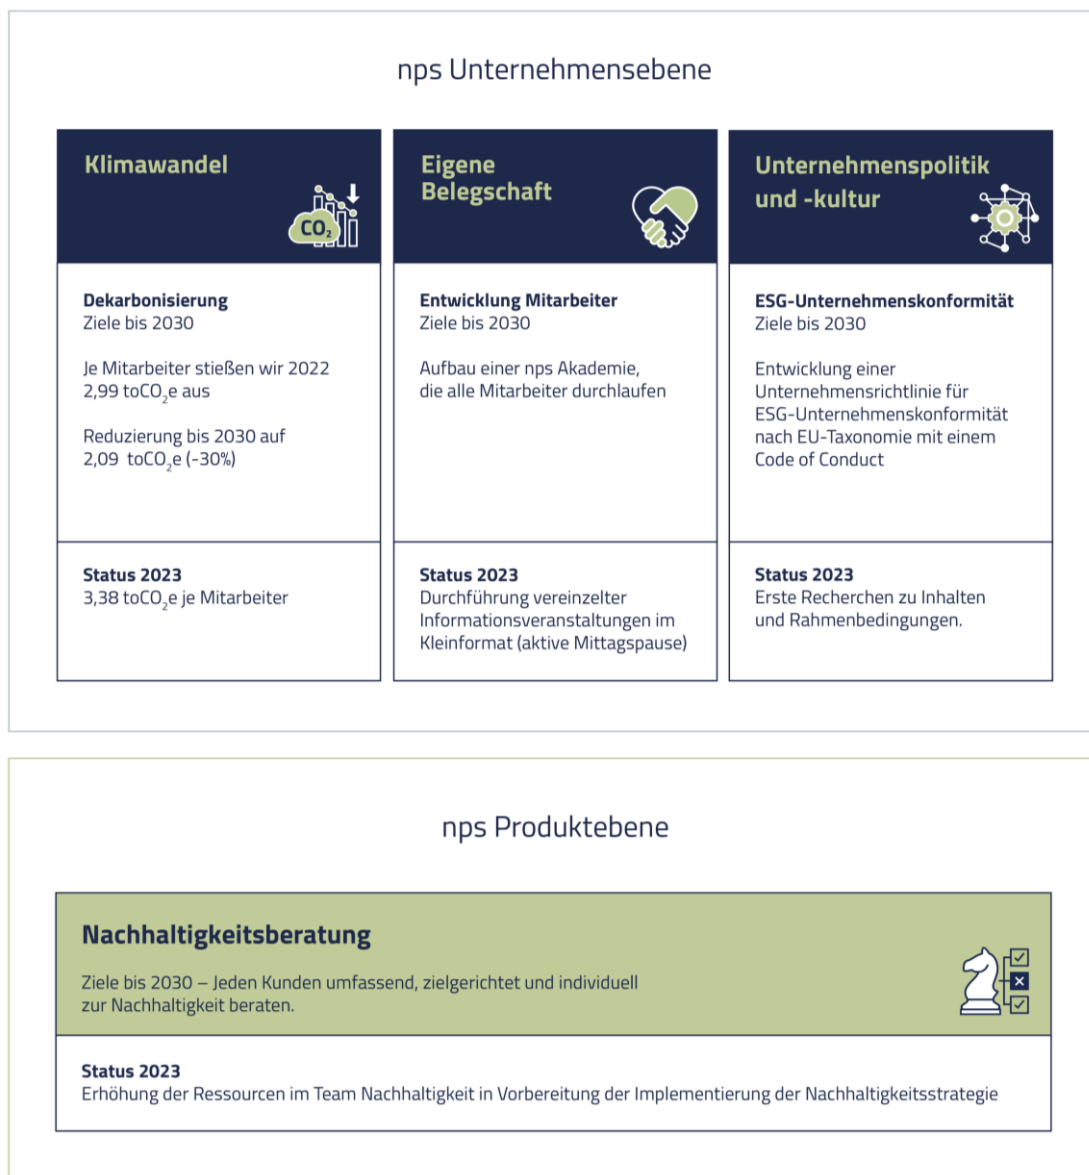 nps Unternehmensebene
Klimawandel
CO₂
Dekarbonisierung
Ziele bis 2030
Je Mitarbeiter stießen wir 2022
2,99 toCO₂e aus
Reduzierung bis 2030 auf
2,09 toCO₂e (-30%)
Status 2023
3,38 toCO₂e je Mitarbeiter
Eigene
Belegschaft
Entwicklung Mitarbeiter
Ziele bis 2030
Aufbau einer nps Akademie,
die alle Mitarbeiter durchlaufen
Status 2023
Durchführung vereinzelter
Informationsveranstaltungen im
Kleinformat (aktive Mittagspause)
Unternehmenspolitik
und -kultur
ESG-Unternehmenskonformität
Ziele bis 2030
Entwicklung einer
Unternehmensrichtlinie für
ESG-Unternehmenskonformität
nach EU-Taxonomie mit einem
Code of Conduct
Status 2023
Erste Recherchen zu Inhalten
und Rahmenbedingungen.
nps Produktebene
Nachhaltigkeitsberatung
Ziele bis 2030 – Jeden Kunden umfassend, zielgerichtet und individuell
zur Nachhaltigkeit beraten.
Status 2023
Erhöhung der Ressourcen im Team Nachhaltigkeit in Vorbereitung der Implementierung der Nachhaltigkeitsstrategie